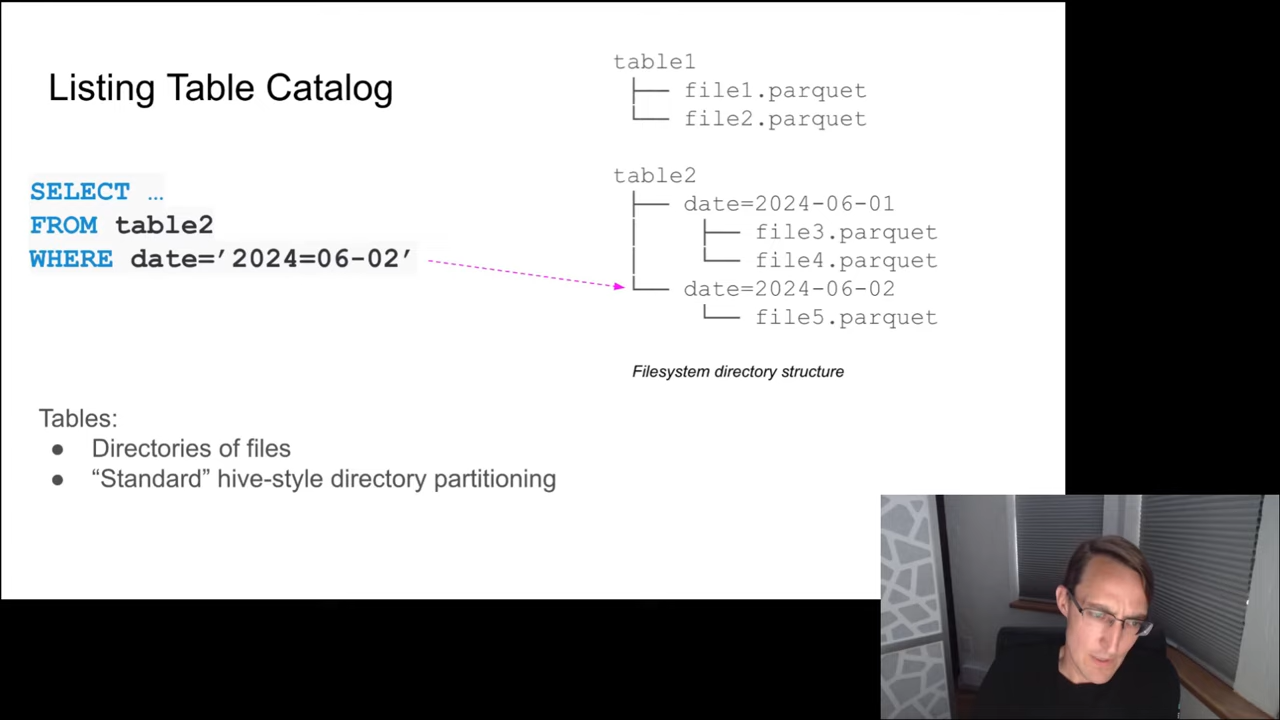 Listing Table Catalog
SELECT …
FROM table2
WHERE date=’2024=06-02’
table1
├── file1.parquet
└── file2.parquet
table2
├── date=2024-06-01
│   ├── file3.parquet
│   └── file4.parquet
└── date=2024-06-02
    └── file5.parquet
Filesystem directory structure
Tables:
● Directories of files
● “Standard” hive-style directory partitioning